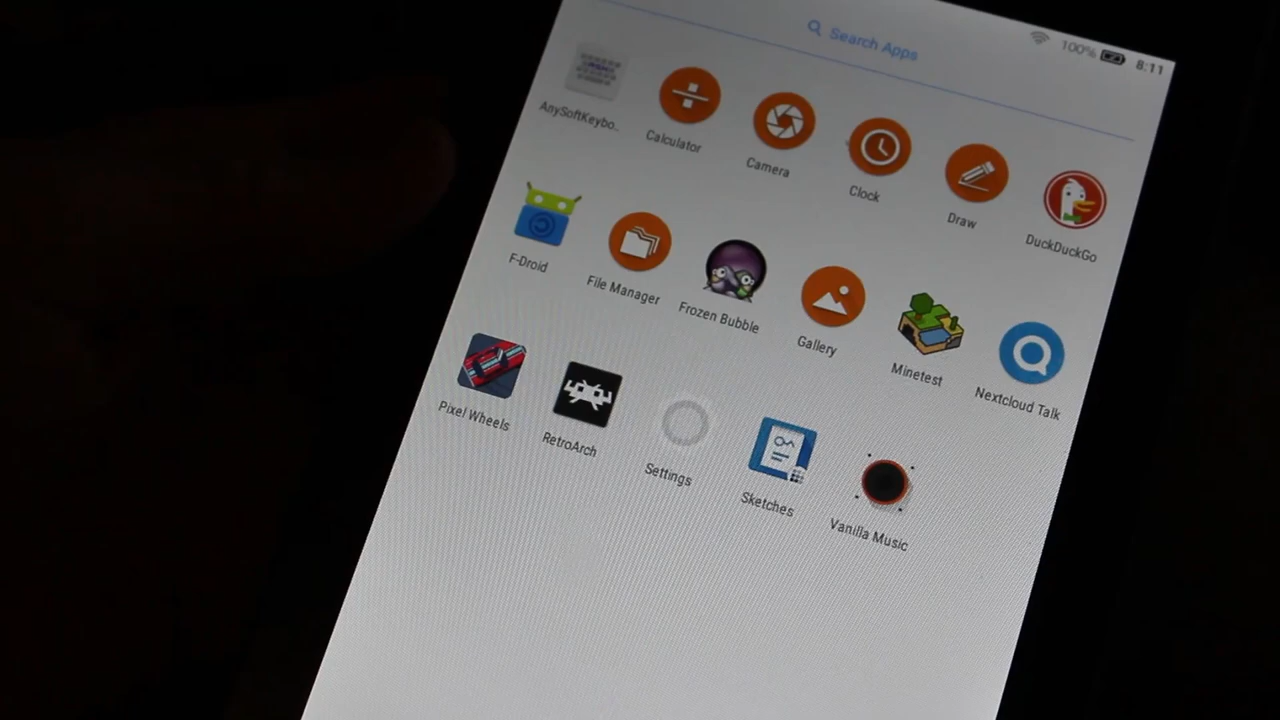 Search Apps
100% 8:11
AnySoftKeybo..
Calculator
Camera
Clock
Draw
DuckDuckGo
F-Droid
File Manager
Frozen Bubble
Gallery
Minetest
Nextcloud Talk
Pixel Wheels
RetroArch
Settings
Sketches
Vanilla Music